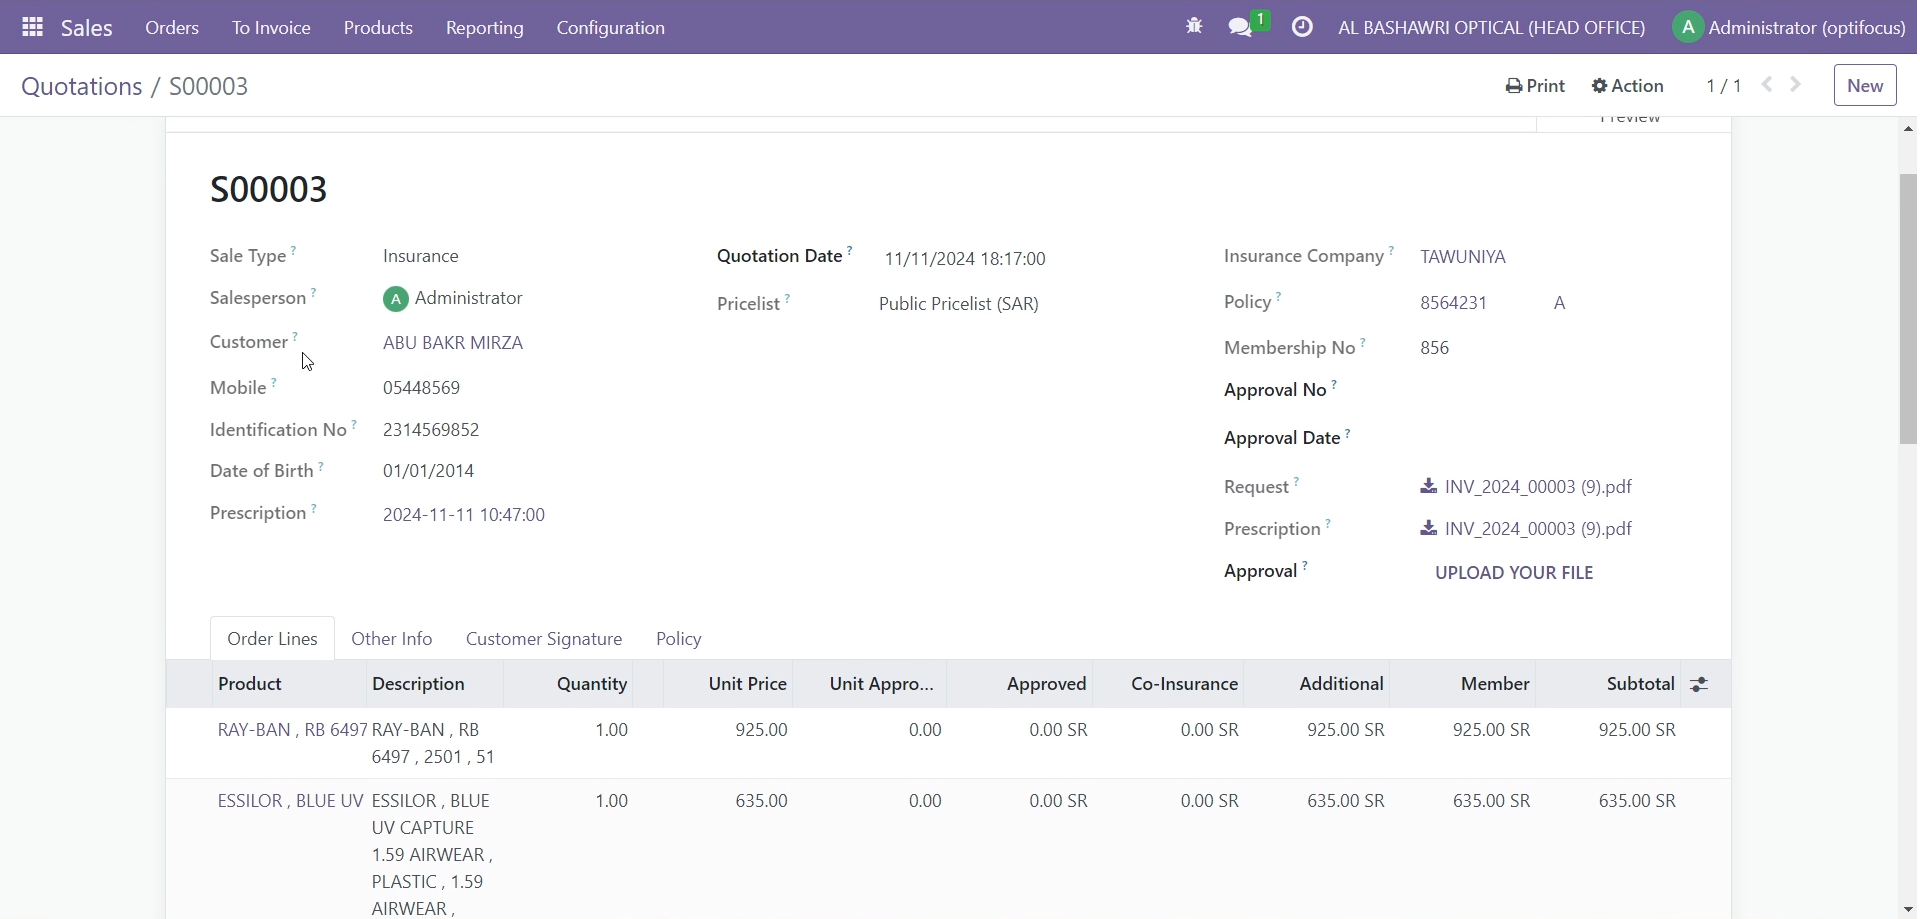 Sales Orders To Invoice Products Reporting Configuration 1 AL BASHAWRI OPTICAL (HEAD OFFICE) A Administrator (optifocus)
Quotations / S00003 Print Action 1 / 1 New
Preview
S00003
Sale Type ? Insurance Quotation Date ? 11/11/2024 18:17:00 Insurance Company ? TAWUNIYA
Salesperson ? A Administrator Pricelist ? Public Pricelist (SAR) Policy ? 8564231 A
Customer ? ABU BAKR MIRZA Membership No ? 856
Mobile ? 05448569 Approval No ?
Identification No ? 2314569852 Approval Date ?
Date of Birth ? 01/01/2014 Request ? INV_2024_00003 (9).pdf
Prescription ? 2024-11-11 10:47:00 Prescription ? INV_2024_00003 (9).pdf
Approval ? UPLOAD YOUR FILE
Order Lines Other Info Customer Signature Policy
Product Description Quantity Unit Price Unit Appro... Approved Co-Insurance Additional Member Subtotal
RAY-BAN , RB 6497 RAY-BAN , RB 1.00 925.00 0.00 0.00 SR 0.00 SR 925.00 SR 925.00 SR 925.00 SR
6497 , 2501 , 51
ESSILOR , BLUE UV ESSILOR , BLUE 1.00 635.00 0.00 0.00 SR 0.00 SR 635.00 SR 635.00 SR 635.00 SR
UV CAPTURE
1.59 AIRWEAR ,
PLASTIC , 1.59
AIRWEAR ,